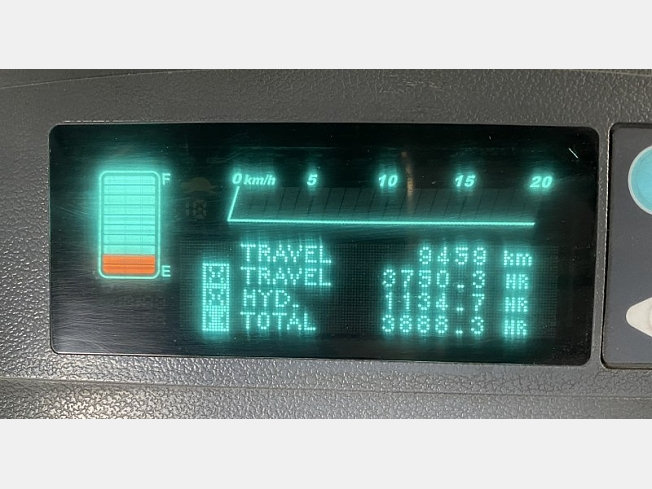 F
E
0 km/h 5 10 15 20
TRAVEL 9459 km
TRAVEL 3750.3 HR
HYD. 1134.7 HR
TOTAL 3888.3 HR